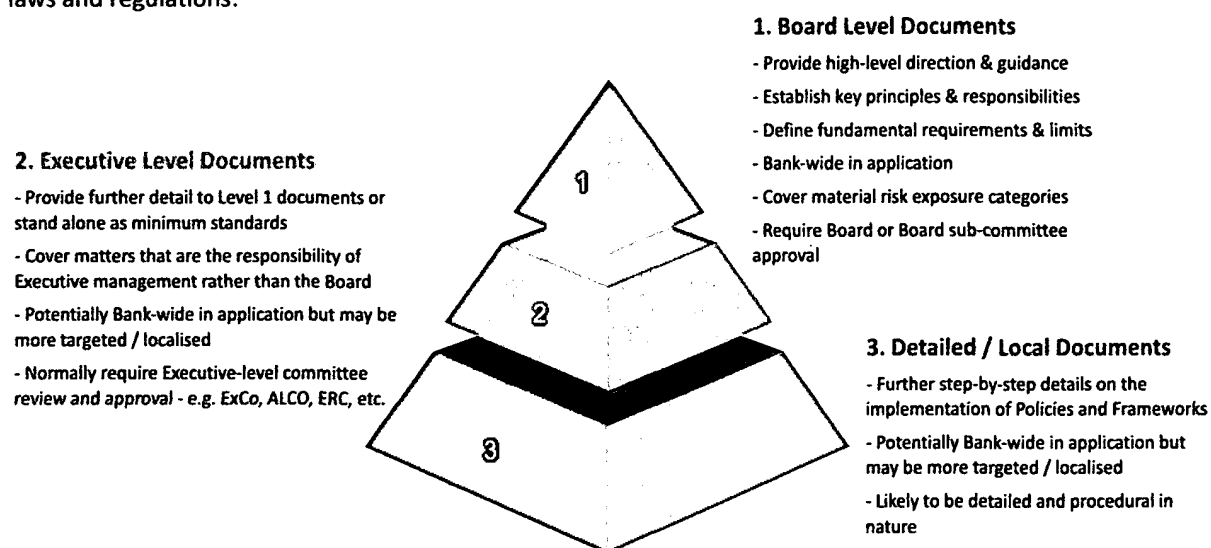 laws and regulations.
1. Board Level Documents
- Provide high-level direction & guidance
- Establish key principles & responsibilities
- Define fundamental requirements & limits
- Bank-wide in application
- Cover material risk exposure categories
- Require Board or Board sub-committee
approval
1
2. Executive Level Documents
- Provide further detail to Level 1 documents or
stand alone as minimum standards
- Cover matters that are the responsibility of
Executive management rather than the Board
- Potentially Bank-wide in application but may be
more targeted / localised
- Normally require Executive-level committee
review and approval - e.g. ExCo, ALCO, ERC, etc.
2
3. Detailed / Local Documents
- Further step-by-step details on the
implementation of Policies and Frameworks
- Potentially Bank-wide in application but
may be more targeted / localised
- Likely to be detailed and procedural in
nature
3